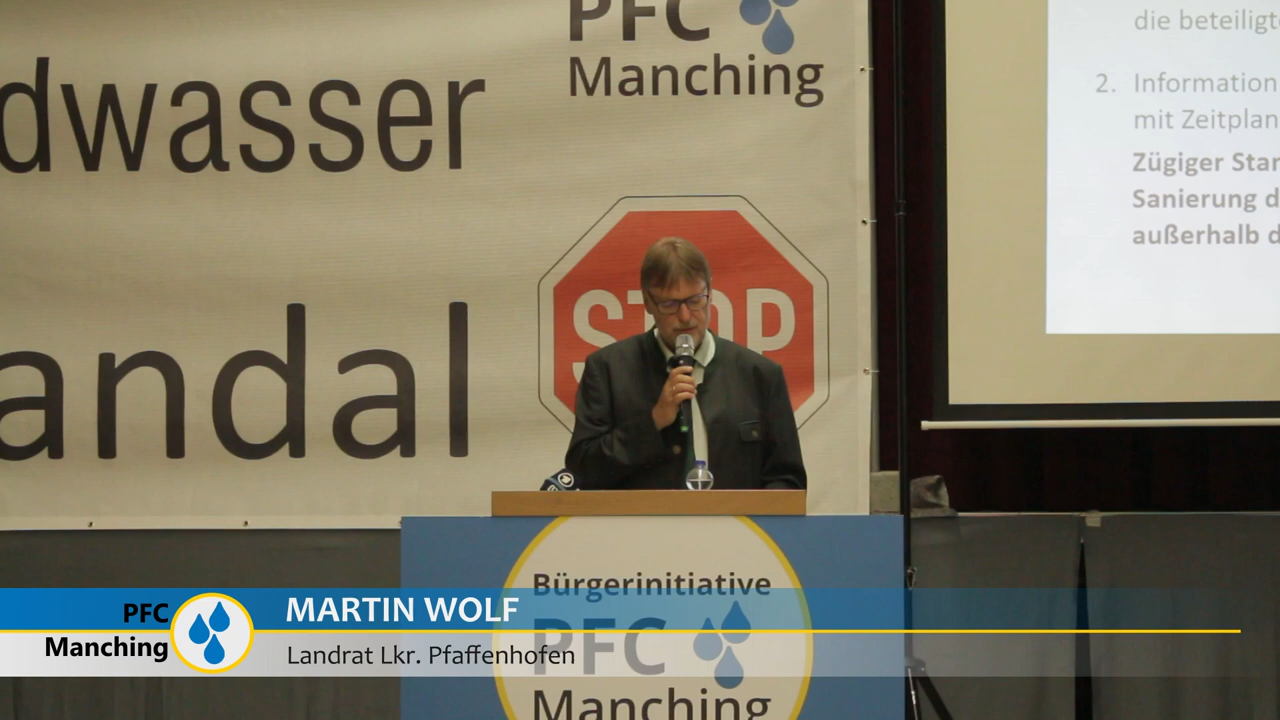 PFC
Manching
dwasser
andal
STOP
die beteiligt
2. Information
mit Zeitplan
Zügiger Star
Sanierung d
außerhalb d
Bürgerinitiative
PFC
Manching
PFC
Manching
MARTIN WOLF
Landrat Lkr. Pfaffenhofen